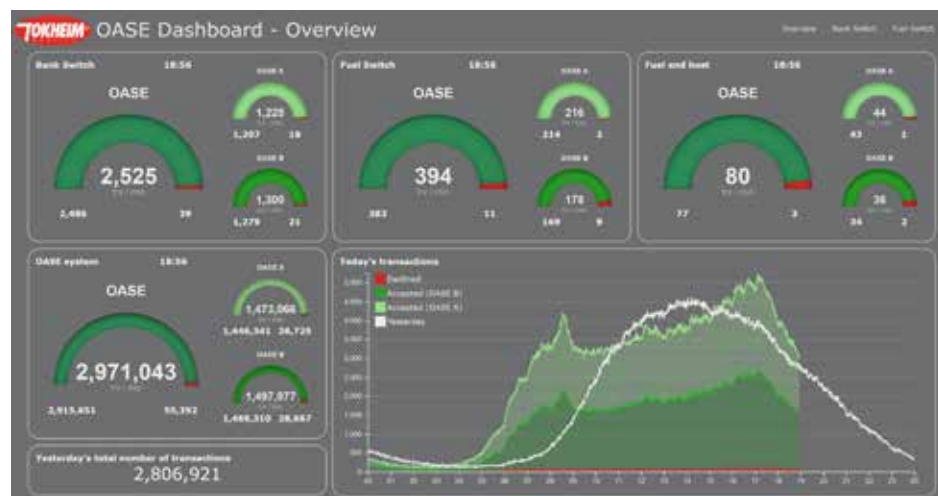 TOKHEIM OASE Dashboard - Overview
Overview Bank Switch Fuel Switch
Bank Switch 18:56
OASE
2,525
2,486 39
OASE A
1,225
1,207 18
OASE B
1,300
1,279 21
Fuel Switch 18:56
OASE
394
383 11
OASE A
216
214 2
OASE B
178
169 9
Fuel and host 18:56
OASE
80
77 3
OASE A
44
43 1
OASE B
36
34 2
OASE system 18:56
OASE
2,971,043
2,915,651 55,392
OASE A
1,473,066
1,446,341 26,725
OASE B
1,497,977
1,469,310 28,667
Yesterday's total number of transactions
2,806,921
Today's transactions
Declined
Accepted (OASE B)
Accepted (OASE A)
Yesterday